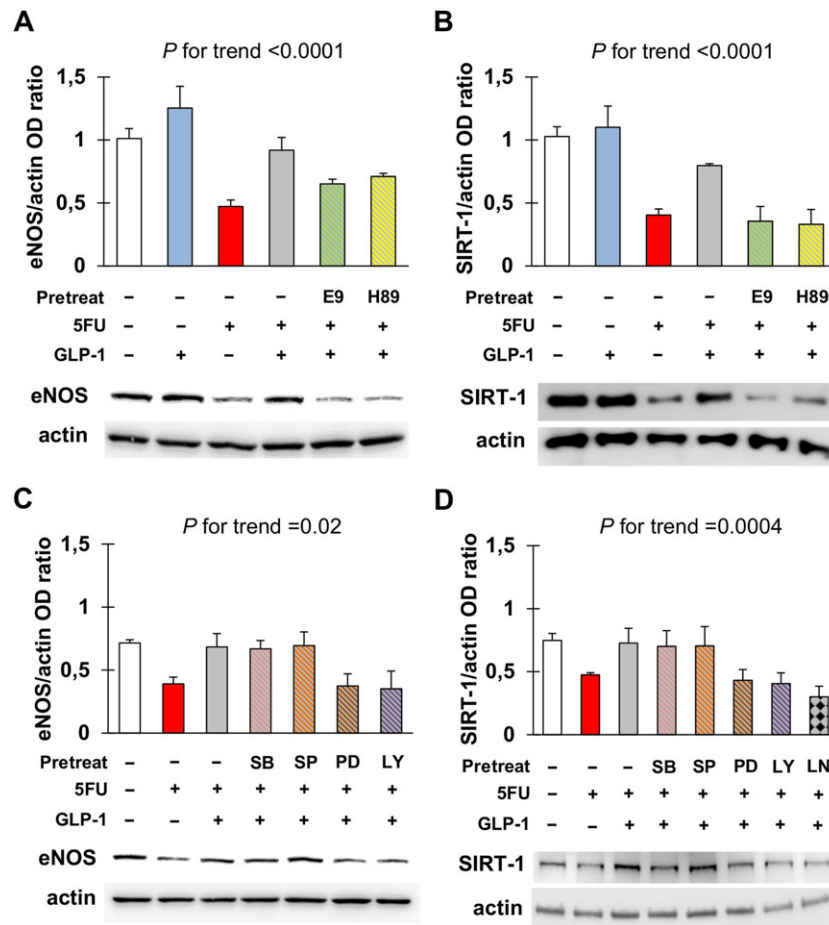 A
P for trend <0.0001
eNOS/actin OD ratio
1,5
1
0,5
0
Pretreat – – – – E9 H89
5FU – – + + + +
GLP-1 – + – + + +
eNOS
actin
B
P for trend <0.0001
SIRT-1/actin OD ratio
1,5
1
0,5
0
Pretreat – – – – E9 H89
5FU – – + + + +
GLP-1 – + – + + +
SIRT-1
actin
C
P for trend =0.02
eNOS/actin OD ratio
1,5
1
0,5
0
Pretreat – – – SB SP PD LY
5FU – + + + + + +
GLP-1 – – + + + + +
eNOS
actin
D
P for trend =0.0004
SIRT-1/actin OD ratio
1,5
1
0,5
0
Pretreat – – – SB SP PD LY LN
5FU – + + + + + + +
GLP-1 – – + + + + + +
SIRT-1
actin